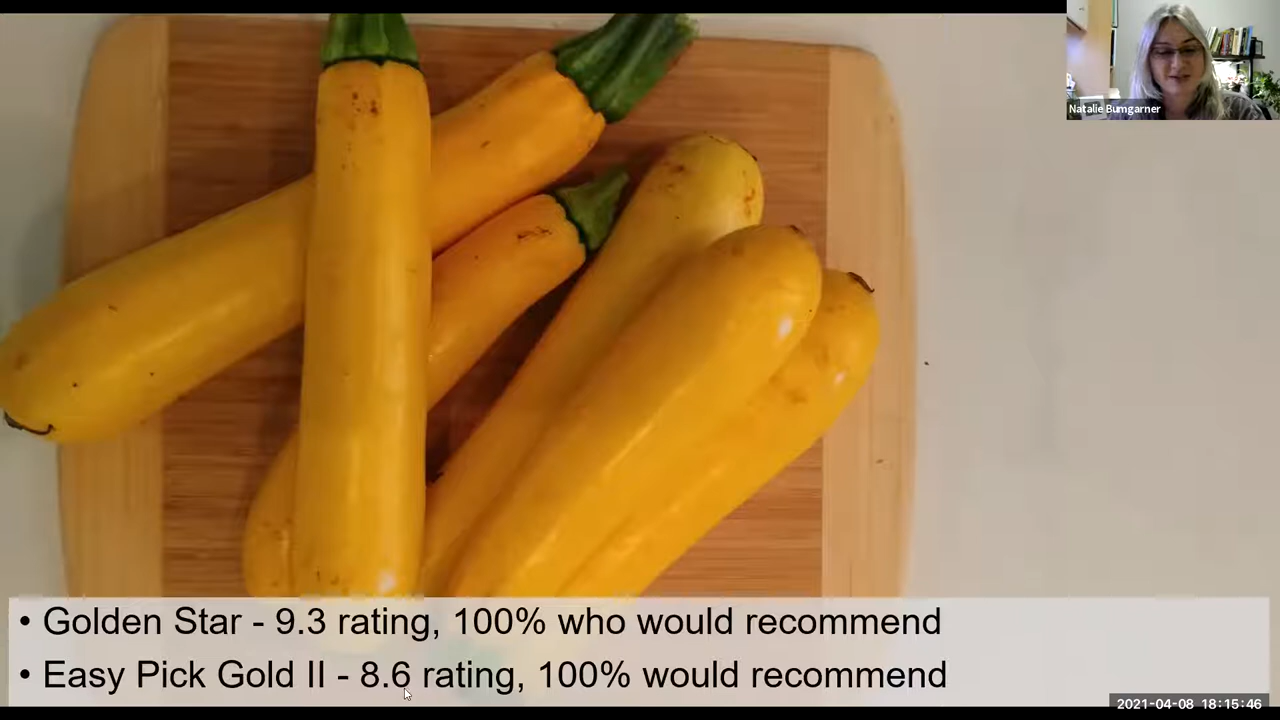 Natalie Bumgarner
• Golden Star - 9.3 rating, 100% who would recommend
• Easy Pick Gold II - 8.6 rating, 100% would recommend
2021-04-08 18:15:46